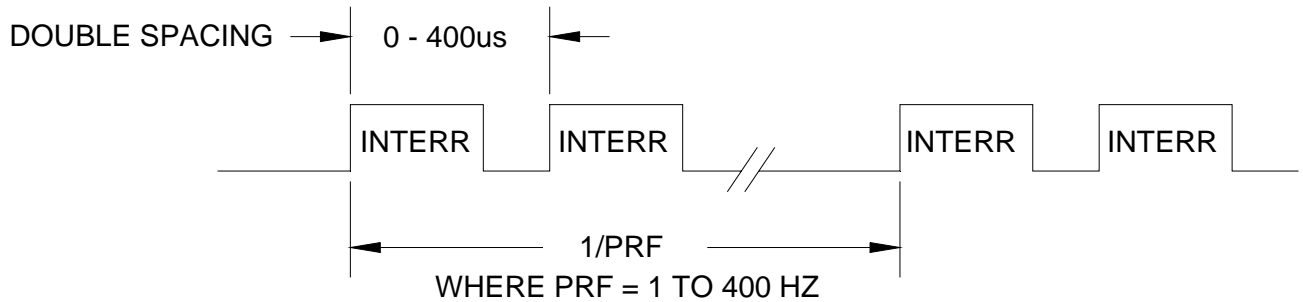 DOUBLE SPACING
0 - 400us
INTERR INTERR INTERR INTERR
1/PRF
WHERE PRF = 1 TO 400 HZ